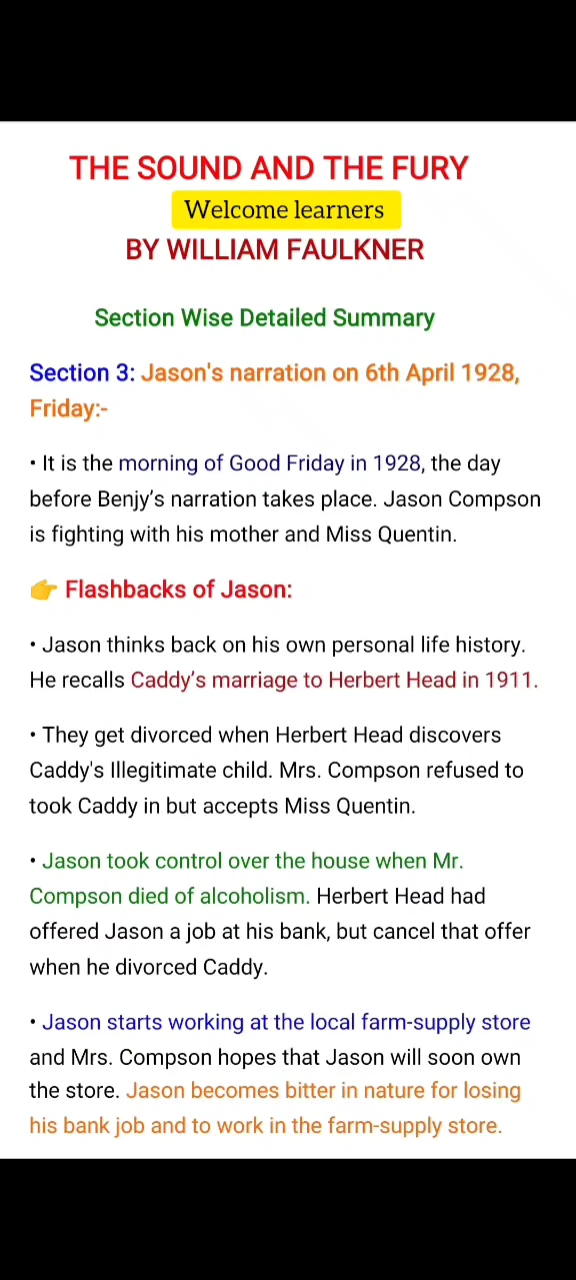 THE SOUND AND THE FURY
Welcome learners
BY WILLIAM FAULKNER
Section Wise Detailed Summary
Section 3: Jason's narration on 6th April 1928,
Friday:-
• It is the morning of Good Friday in 1928, the day
before Benjy's narration takes place. Jason Compson
is fighting with his mother and Miss Quentin.
👉 Flashbacks of Jason:
• Jason thinks back on his own personal life history.
He recalls Caddy's marriage to Herbert Head in 1911.
• They get divorced when Herbert Head discovers
Caddy's Illegitimate child. Mrs. Compson refused to
took Caddy in but accepts Miss Quentin.
• Jason took control over the house when Mr.
Compson died of alcoholism. Herbert Head had
offered Jason a job at his bank, but cancel that offer
when he divorced Caddy.
• Jason starts working at the local farm-supply store
and Mrs. Compson hopes that Jason will soon own
the store. Jason becomes bitter in nature for losing
his bank job and to work in the farm-supply store.